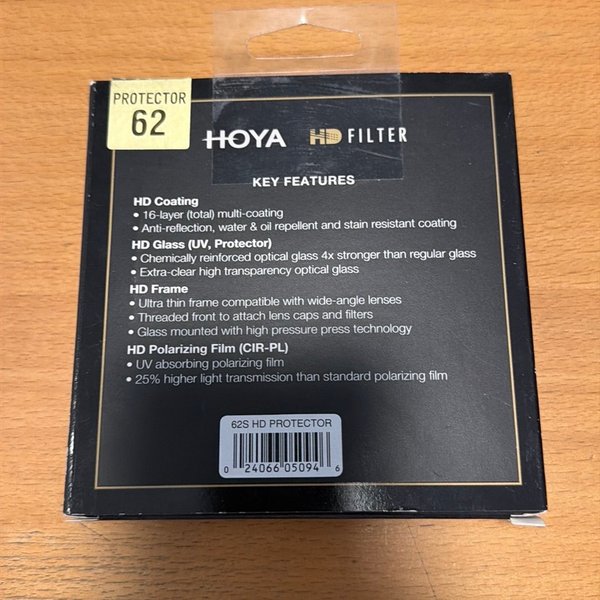 PROTECTOR
62
HOYA HD FILTER
KEY FEATURES
HD Coating
• 16-layer (total) multi-coating
• Anti-reflection, water & oil repellent and stain resistant coating
HD Glass (UV, Protector)
• Chemically reinforced optical glass 4x stronger than regular glass
• Extra-clear high transparency optical glass
HD Frame
• Ultra thin frame compatible with wide-angle lenses
• Threaded front to attach lens caps and filters
• Glass mounted with high pressure press technology
HD Polarizing Film (CIR-PL)
• UV absorbing polarizing film
• 25% higher light transmission than standard polarizing film
62S HD PROTECTOR
0 24066 05094 6